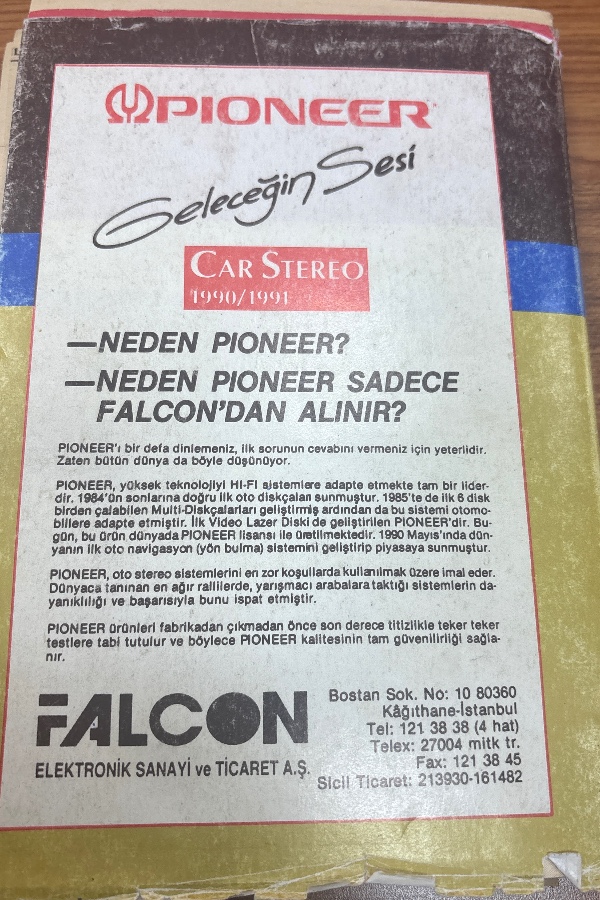 PIONEER
Geleceğin Sesi
CAR STEREO
1990/1991
—NEDEN PIONEER?
—NEDEN PIONEER SADECE
FALCON'DAN ALINIR?
PIONEER'ı bir defa dinlemeniz, ilk sorunun cevabını vermeniz için yeterlidir.
Zaten bütün dünya da böyle düşünüyor.
PIONEER, yüksek teknolojiyi HI-FI sistemlere adapte etmekte tam bir lider-
dir. 1984'ün sonlarına doğru ilk oto diskçaları sunmuştur. 1985'te de ilk 6 disk
birden çalabilen Multi-Diskçalarları geliştirmiş ardından da bu sistemi otomo-
billere adapte etmiştir. İlk Video Lazer Diski de geliştirilen PIONEER'dir. Bu-
gün, bu ürün dünyada PIONEER lisansı ile üretilmektedir. 1990 Mayıs'ında dün-
yanın ilk oto navigasyon (yön bulma) sistemini geliştirip piyasaya sunmuştur.
PIONEER, oto stereo sistemlerini en zor koşullarda kullanılmak üzere imal eder.
Dünyaca tanınan en ağır rallilerde, yarışmacı arabalara taktığı sistemlerin da-
yanıklılığı ve başarısıyla bunu ispat etmiştir.
PIONEER ürünleri fabrikadan çıkmadan önce son derece titizlikle teker teker
testlere tabi tutulur ve böylece PIONEER kalitesinin tam güvenilirliği sağla-
nır.
FALCON
ELEKTRONİK SANAYİ ve TİCARET A.Ş.
Bostan Sok. No: 10 80360
Kâğıthane-İstanbul
Tel: 121 38 38 (4 hat)
Telex: 27004 mitk tr.
Fax: 121 38 45
Sicil Ticaret: 213930-161482